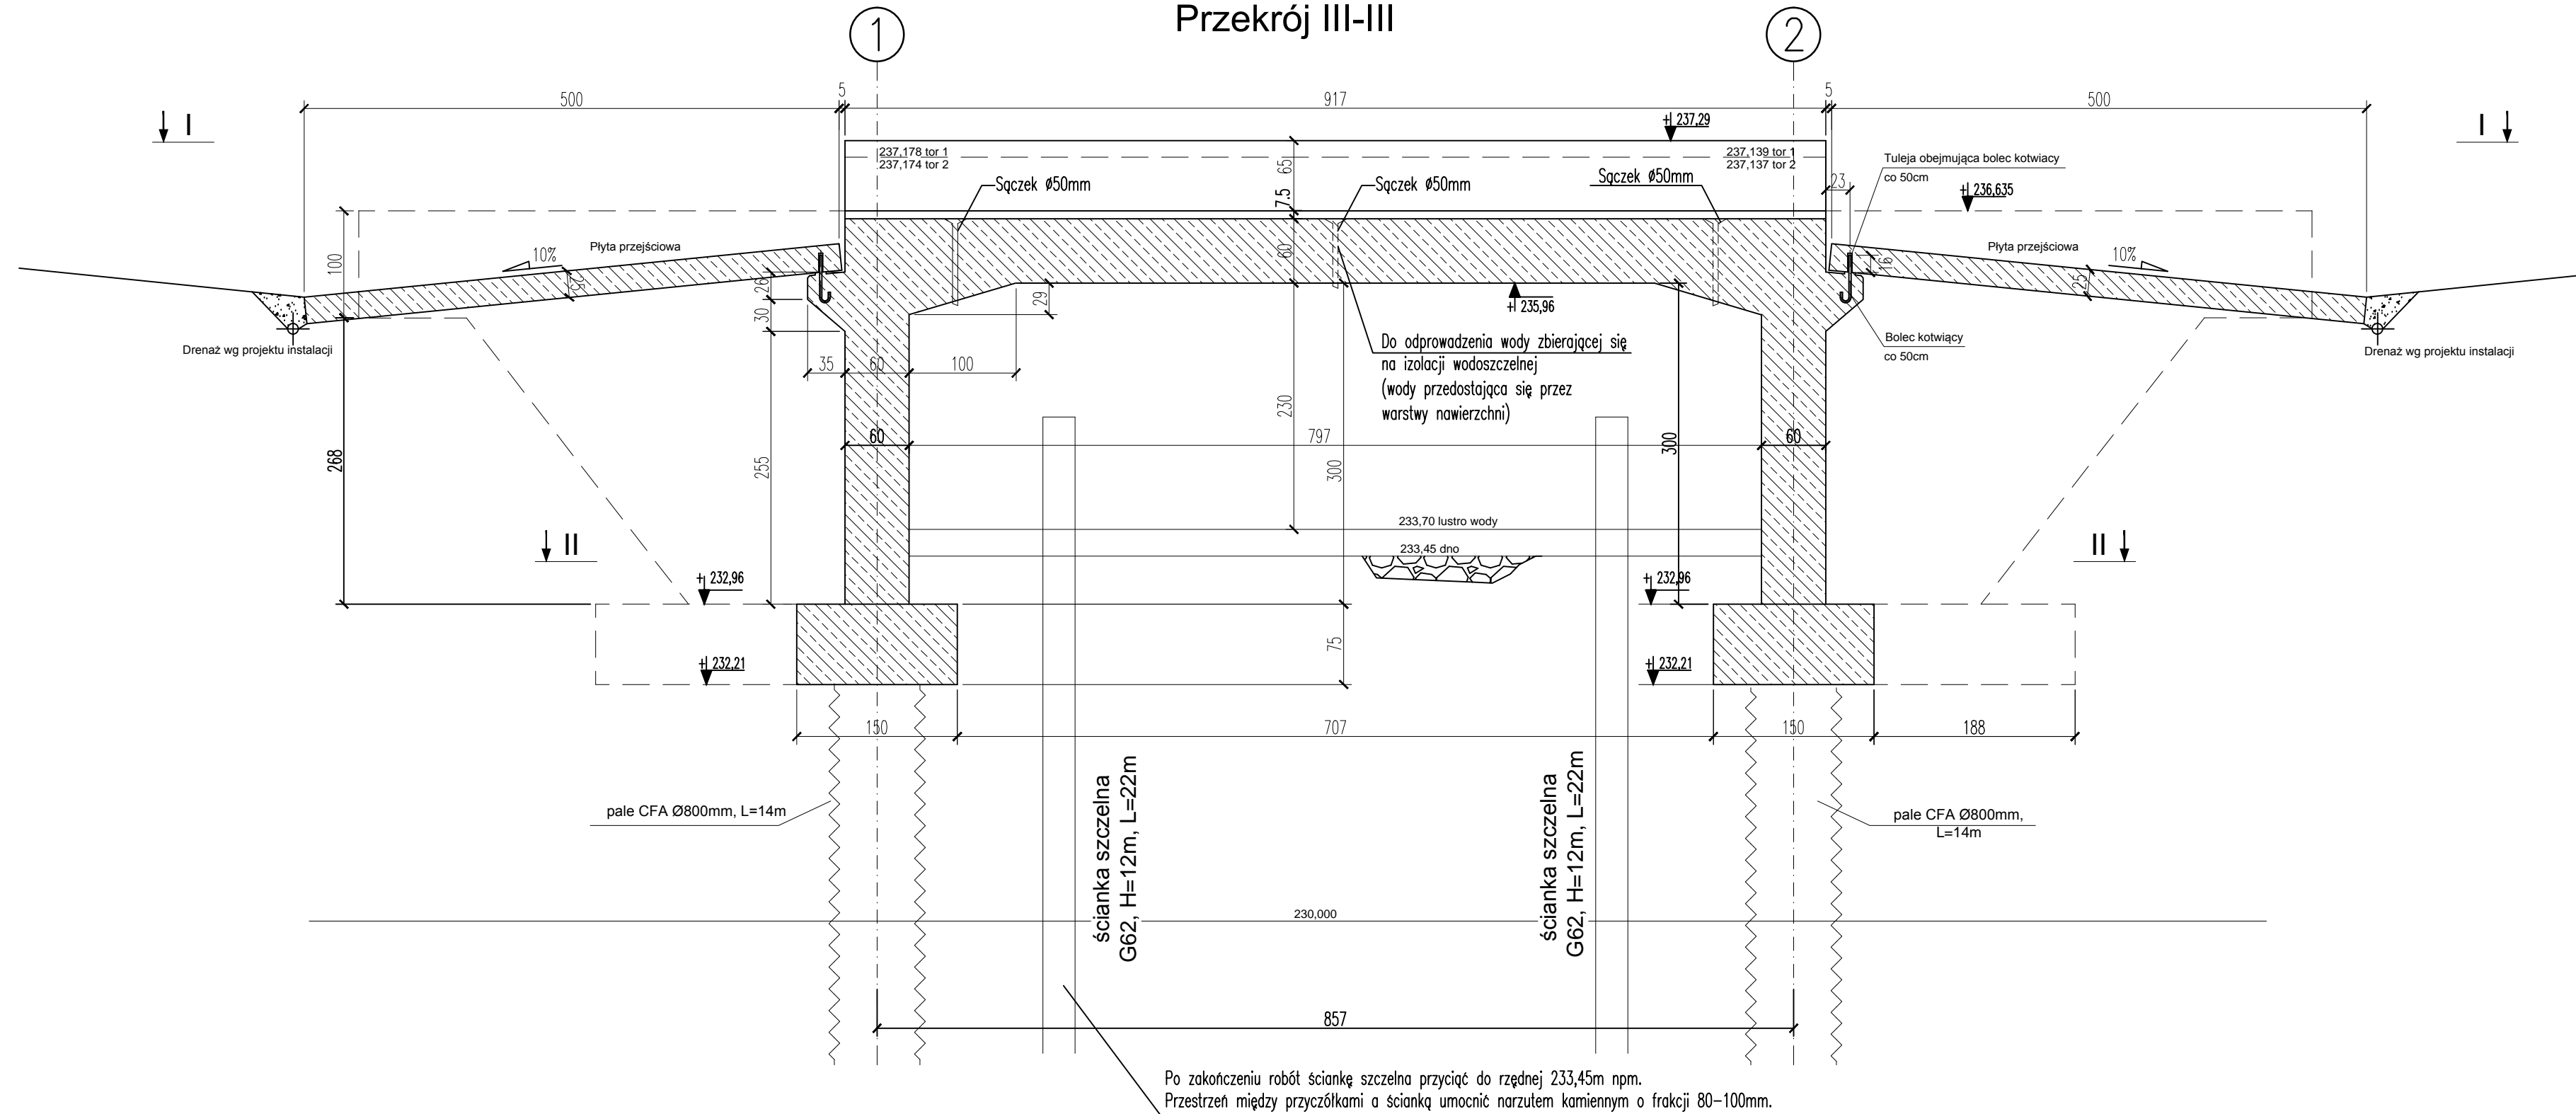 Przekrój III-III
1
2
500
5
917
5
500
I
I
+ 237,29
237,178 tor 1
237,174 tor 2
237,139 tor 1
237,137 tor 2
65
7.5
Sączek Ø50mm
Sączek Ø50mm
Sączek Ø50mm
23
Tuleja obejmująca bolec kotwiacy
co 50cm
+ 236,635
100
10%
Płyta przejściowa
25
26
30
60
29
+ 235,96
16
Płyta przejściowa
10%
25
Drenaż wg projektu instalacji
Drenaż wg projektu instalacji
Bolec kotwiący
co 50cm
35
60
100
Do odprowadzenia wody zbierającej się
na izolacji wodoszczelnej
(wody przedostająca się przez
warstwy nawierzchni)
230
268
255
60
797
300
300
60
233,70 lustro wody
233,45 dno
II
II
+ 232,96
+ 232,96
75
+ 232,21
+ 232,21
150
707
150
188
pale CFA Ø800mm, L=14m
ścianka szczelna
G62, H=12m, L=22m
ścianka szczelna
G62, H=12m, L=22m
pale CFA Ø800mm,
L=14m
230,000
857
Po zakończeniu robót ściankę szczelna przyciąć do rzędnej 233,45m npm.
Przestrzeń między przyczółkami a ścianką umocnić narzutem kamiennym o frakcji 80-100mm.